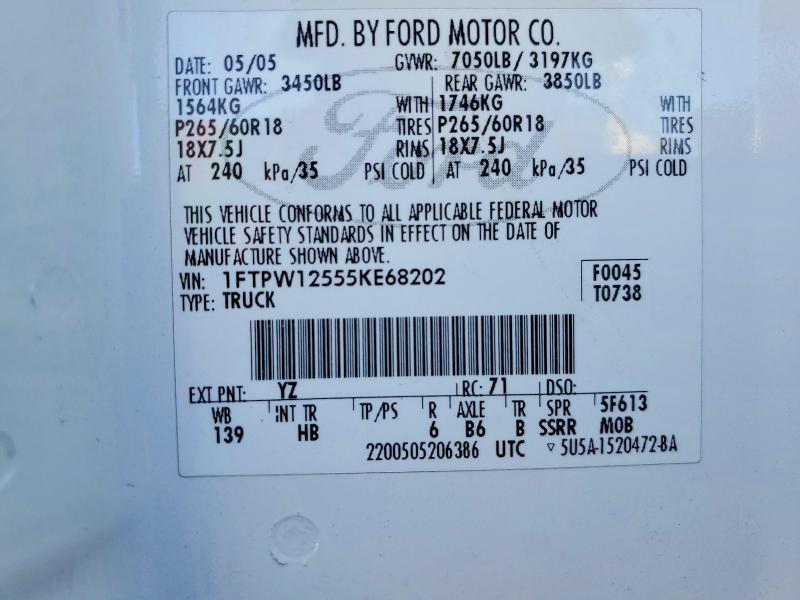 MFD. BY FORD MOTOR CO.
DATE: 05/05 GVWR: 7050LB/ 3197KG
FRONT GAWR: 3450LB REAR GAWR: 3850LB
1564KG WITH 1746KG WITH
P265/60R18 TIRES P265/60R18 TIRES
18X7.5J RIMS 18X7.5J RIMS
AT 240 kPa/35 PSI COLD AT 240 kPa/35 PSI COLD
Ford
THIS VEHICLE CONFORMS TO ALL APPLICABLE FEDERAL MOTOR
VEHICLE SAFETY STANDARDS IN EFFECT ON THE DATE OF
MANUFACTURE SHOWN ABOVE.
VIN: 1FTPW12555KE68202 F0045
TYPE: TRUCK T0738
EXT PNT: YZ RC: 71 DSO:
WB INT TR TP/PS R AXLE TR SPR 5F613
139 HB 6 B6 B SSRR MOB
2200505206386 UTC ▽ 5U5A-1520472-BA